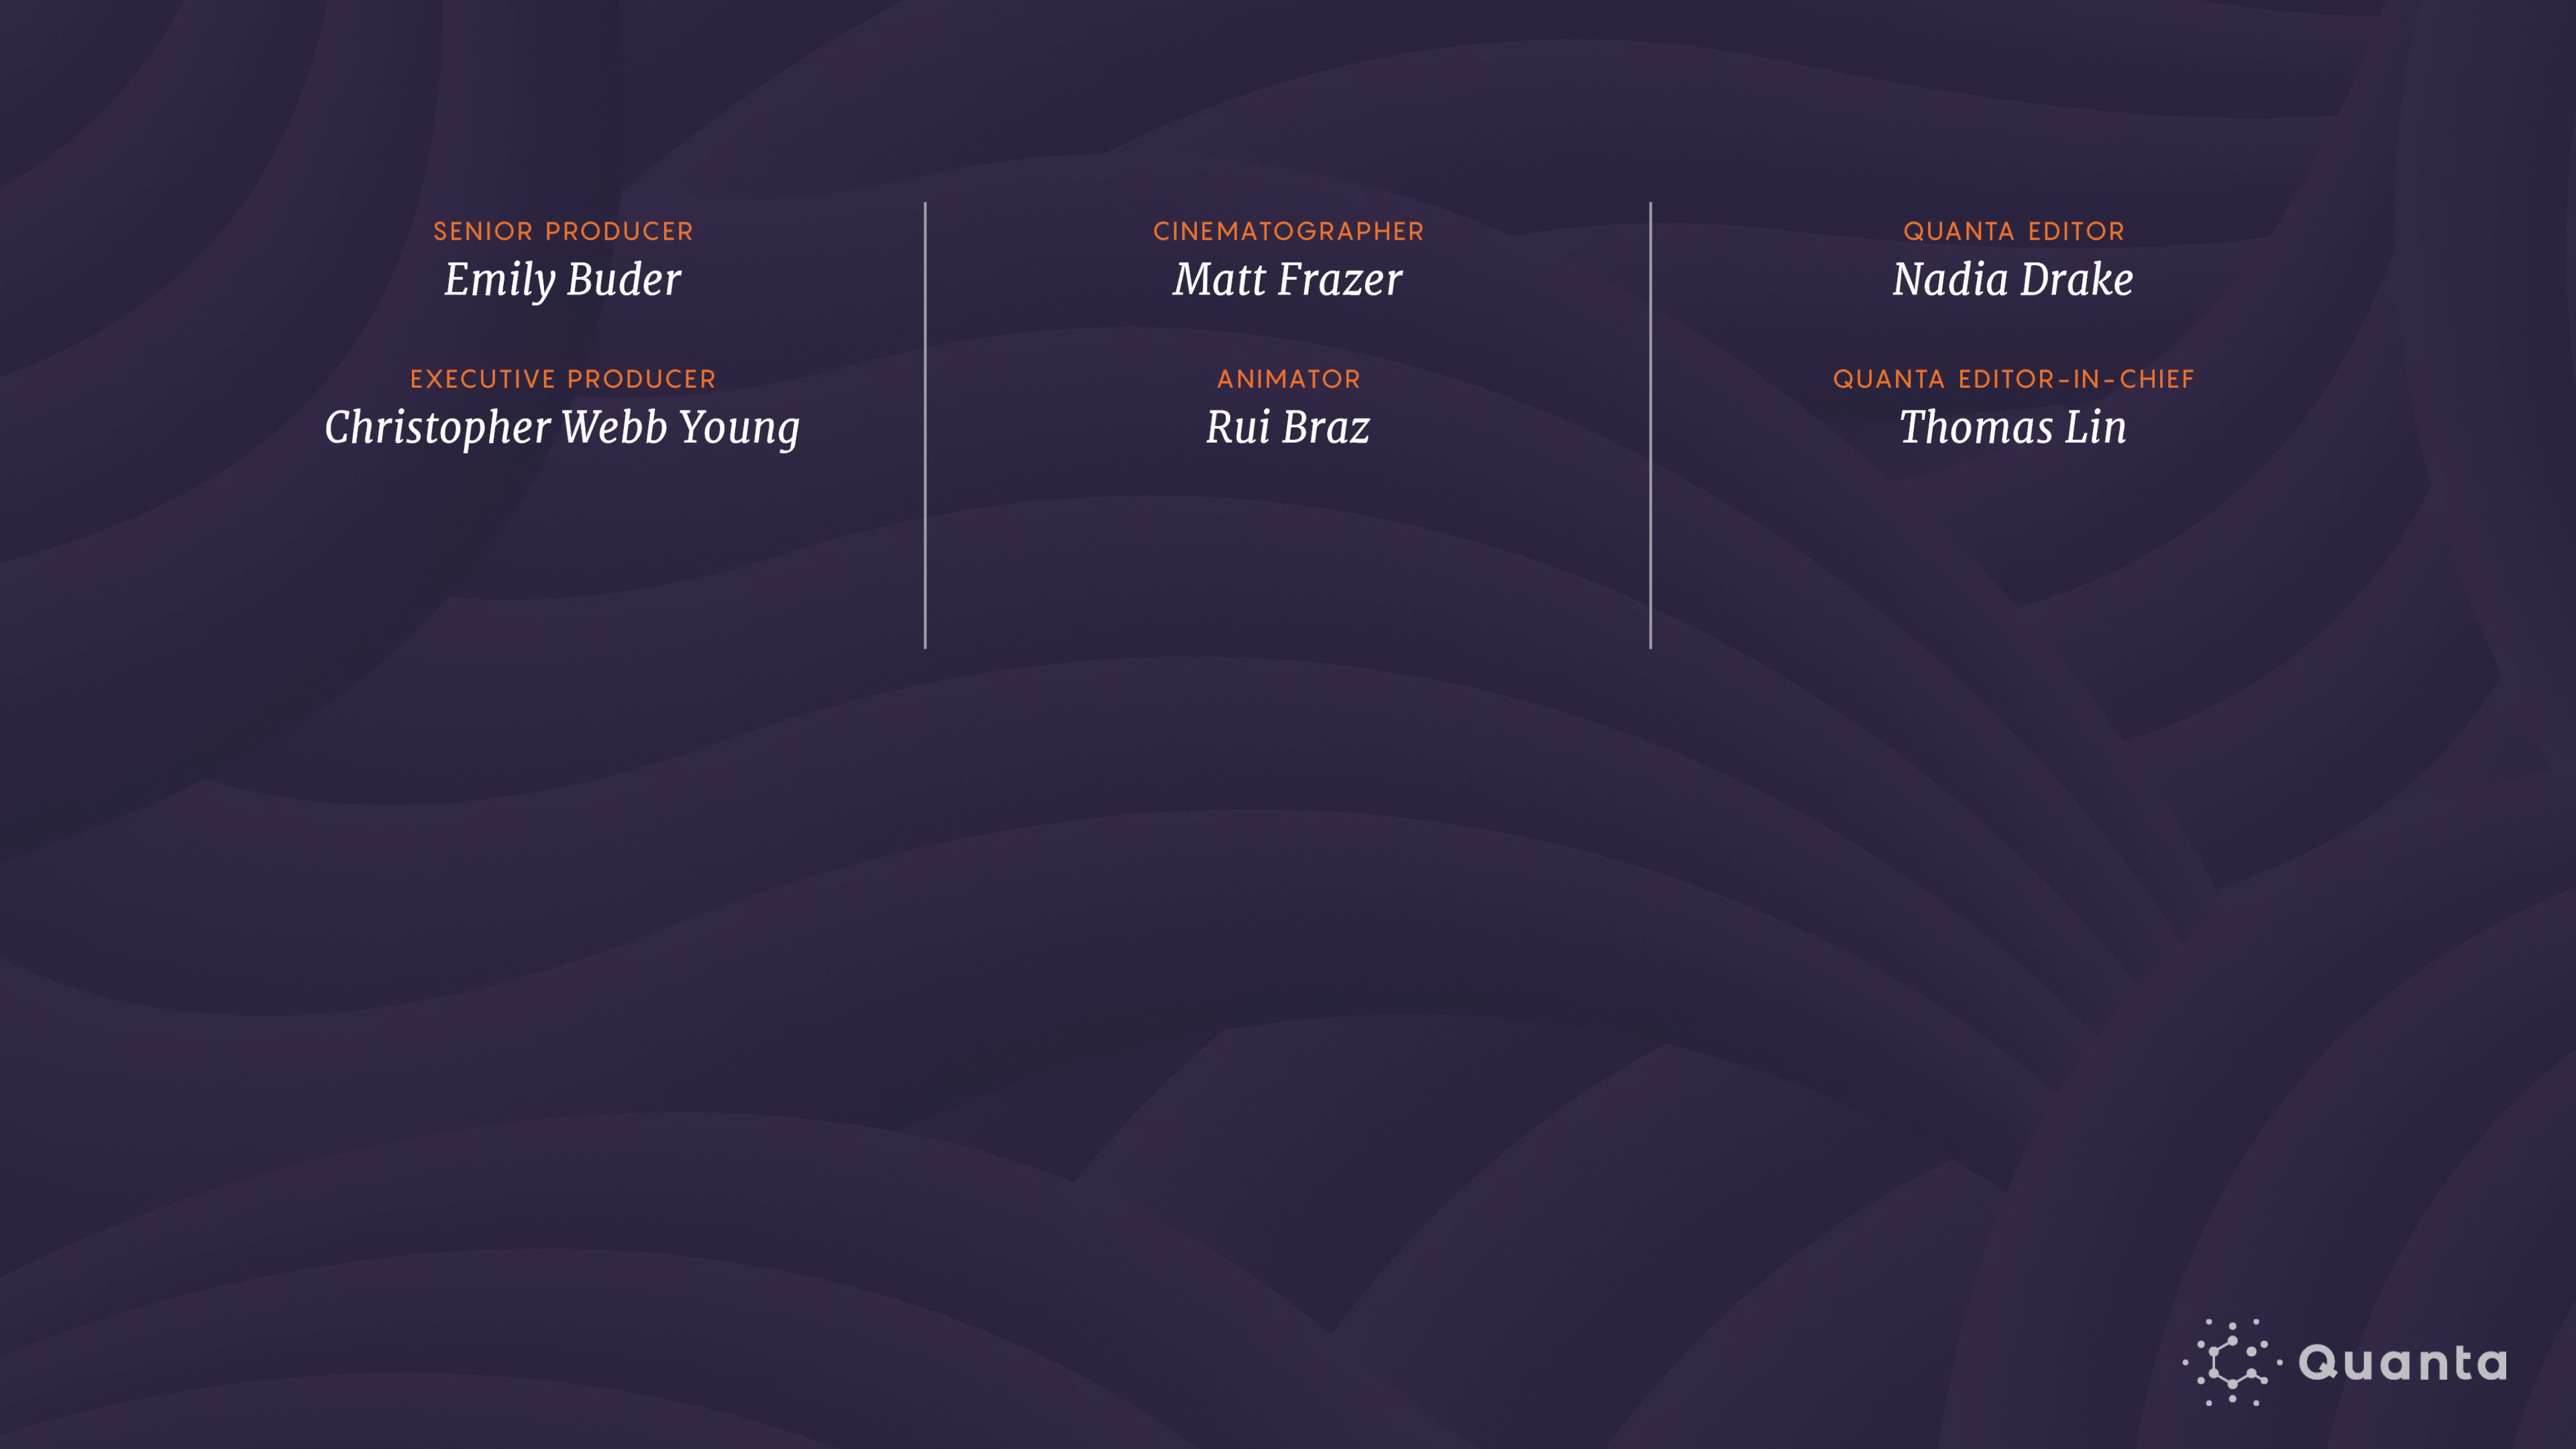 SENIOR PRODUCER
Emily Buder
EXECUTIVE PRODUCER
Christopher Webb Young
CINEMATOGRAPHER
Matt Frazer
ANIMATOR
Rui Braz
QUANTA EDITOR
Nadia Drake
QUANTA EDITOR-IN-CHIEF
Thomas Lin
Quanta